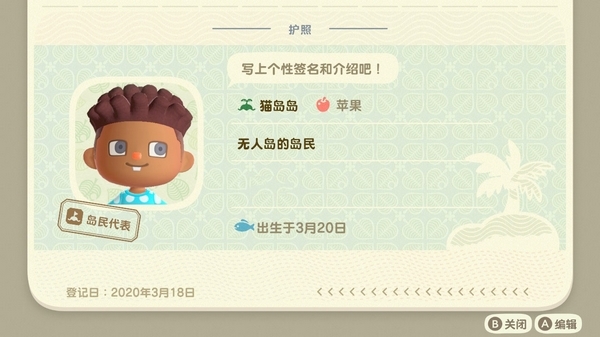 护照
写上个性签名和介绍吧！
猫岛岛 苹果
无人岛的岛民
岛民代表
出生于3月20日
登记日：2020年3月18日
B 关闭 A 编辑